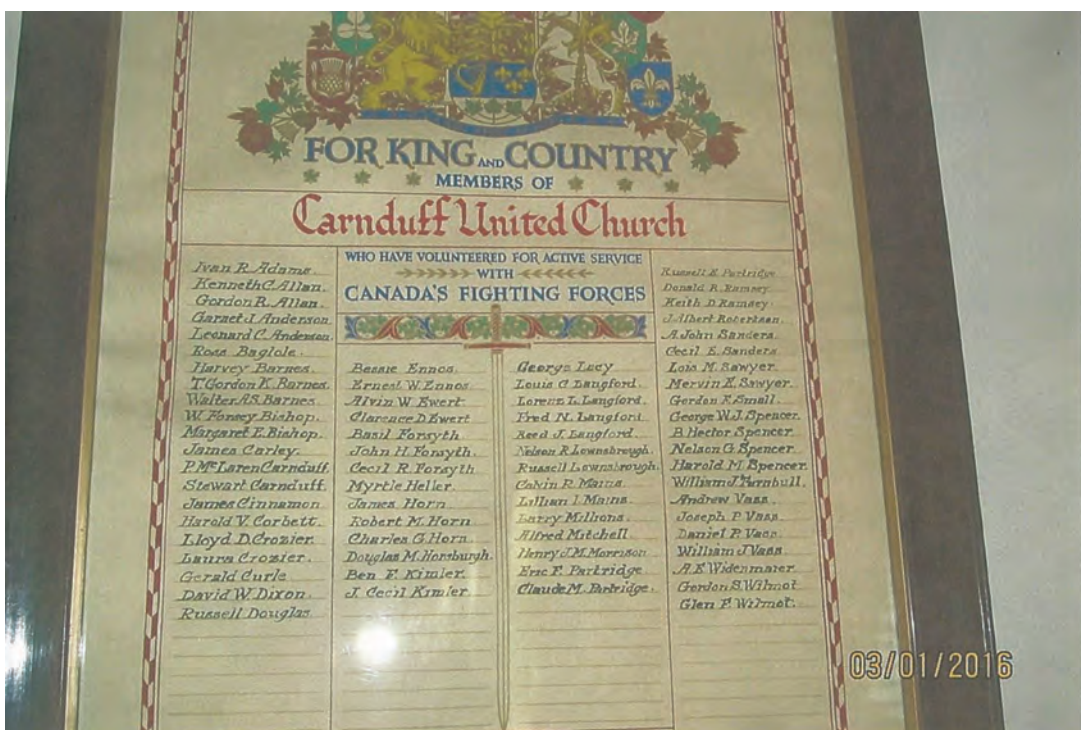 FOR KING AND COUNTRY
MEMBERS OF
Carnduff United Church
WHO HAVE VOLUNTEERED FOR ACTIVE SERVICE
WITH
CANADA'S FIGHTING FORCES
Ivan R. Adams.
Kenneth C. Allan.
Gordon R. Allan.
Garnet J. Anderson
Leonard C. Anderson.
Ross Baglole.
Harvey Barnes.
T. Gordon K. Barnes.
Walter A.S. Barnes.
W. Forsey Bishop.
Margaret E. Bishop.
James Carley.
P. McLaren Carnduff.
Stewart Carnduff.
James Cinnamon
Harold V. Corbett.
Lloyd D. Crozier.
Laura Crozier.
Gerald Curle
David W. Dixon.
Russell Douglas
Bessie Ennos.
Ernest W. Ennos
Alvin W. Ewert.
Clarence D. Ewert
Basil Forsyth.
John H. Forsyth.
Cecil R. Forsyth
Myrtle Heller.
James Horn.
Robert M. Horn
Charles G. Horn
Douglas M. Horsburgh.
Ben F. Kimler.
J. Cecil Kimler.
George Lucy
Louis C. Langford.
Lorenz L. Langford.
Fred N. Langford
Reed J. Langford.
Nelson R. Lownsbrough.
Russell Lownsbrough.
Calvin R. Mains.
Lillian I. Mains.
Larry Millions.
Alfred Mitchell
Henry J.M. Morrison
Eric F. Partridge
Claude M. Partridge.
Russell E. Partridge
Donald R. Ramsey
Keith D. Ramsey.
J. Albert Robertson.
A. John Sanders.
Cecil E. Sanders.
Lois M. Sawyer.
Mervin E. Sawyer.
Gordon F. Small.
George W.J. Spencer.
B. Hector Spencer.
Nelson G. Spencer
Harold M. Spencer.
William J. Turnbull.
Andrew Vass.
Joseph P. Vass
Daniel P. Vass.
William J. Vass.
A.E. Widenmaier.
Gordon S. Wilmot
Glen F. Wilmot.
03/01/2016